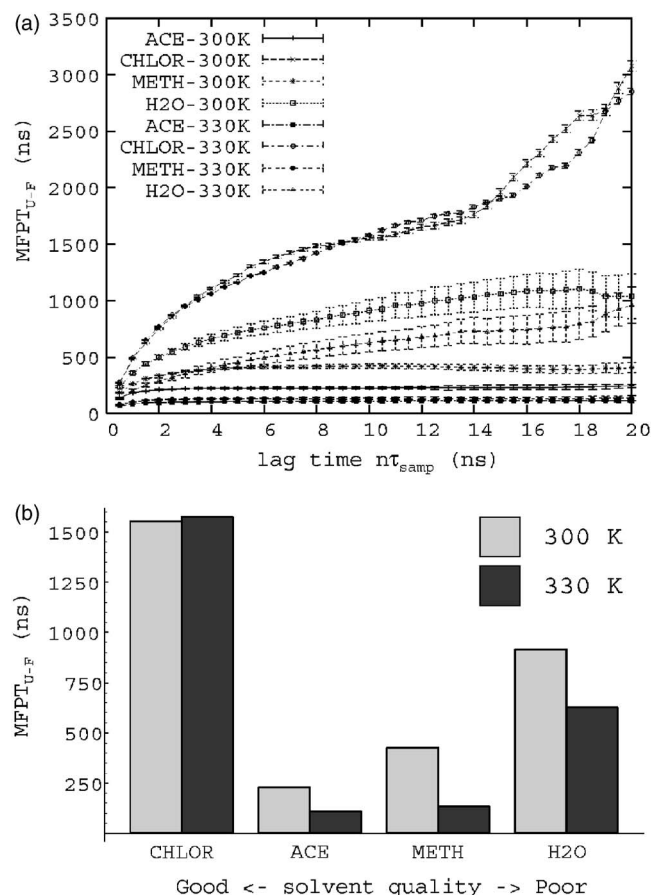 (a)
3500
3000
2500
2000
1500
1000
500
0
MFPT U-F (ns)
ACE-300K
CHLOR-300K
METH-300K
H2O-300K
ACE-330K
CHLOR-330K
METH-330K
H2O-330K
0 2 4 6 8 10 12 14 16 18 20
lag time nτsamp (ns)
(b)
1500
1250
1000
750
500
250
MFPT U-F (ns)
300 K
330 K
CHLOR ACE METH H2O
Good <- solvent quality -> Poor